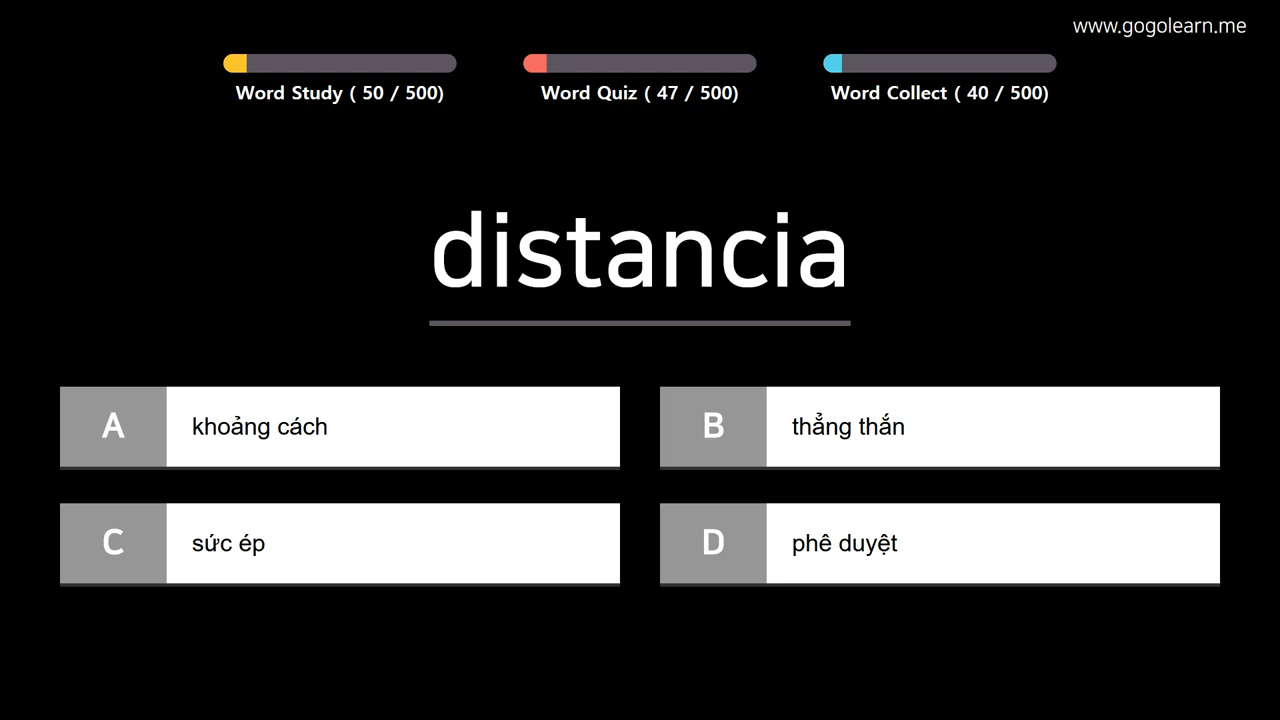 www.gogolearn.me
Word Study ( 50 / 500)
Word Quiz ( 47 / 500)
Word Collect ( 40 / 500)
distancia
A khoảng cách
B thẳng thắn
C sức ép
D phê duyệt